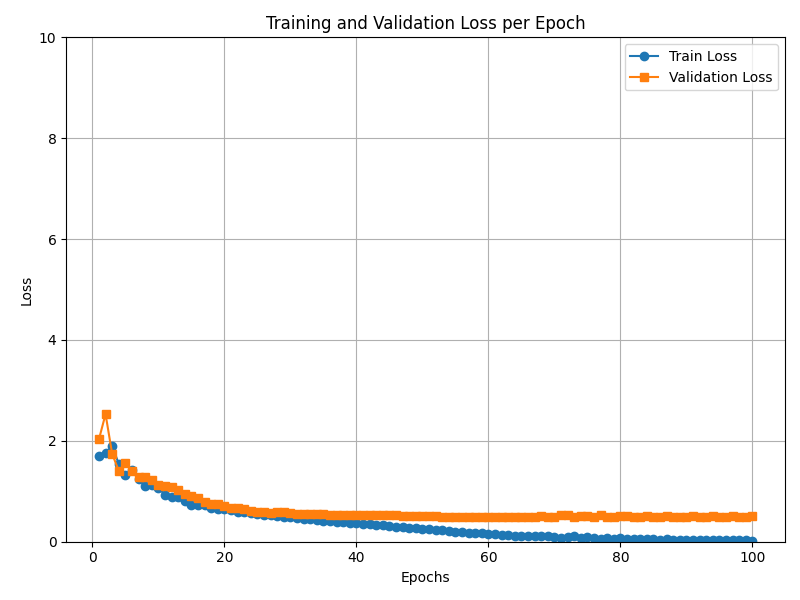 Training and Validation Loss per Epoch
Train Loss
Validation Loss
Loss
10
8
6
4
2
0
0 20 40 60 80 100
Epochs